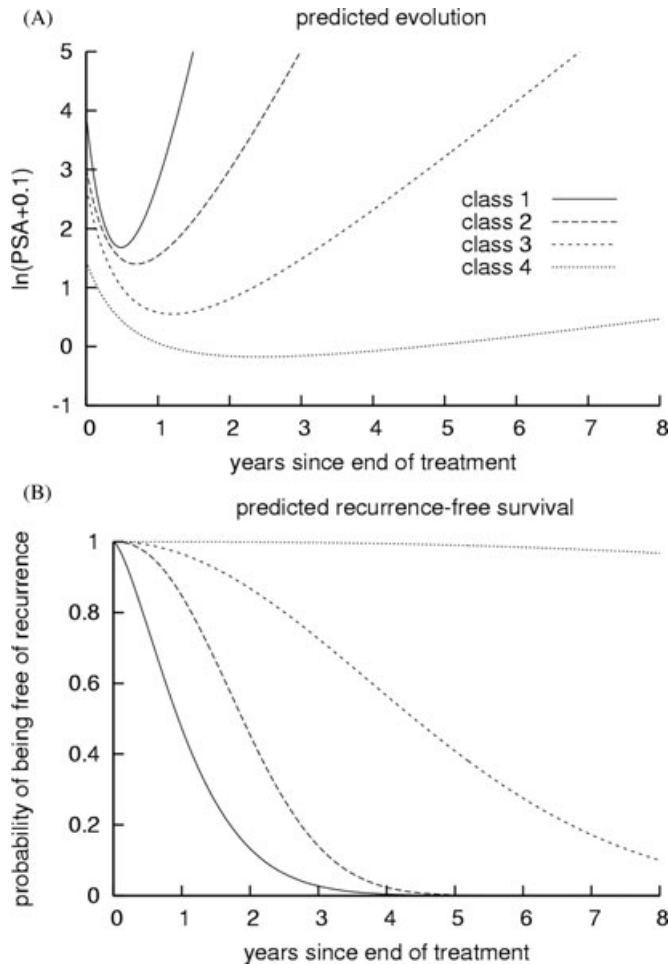 (A)
predicted evolution
ln(PSA+0.1)
5
4
3
2
1
0
-1
class 1
class 2
class 3
class 4
0 1 2 3 4 5 6 7 8
years since end of treatment
(B)
predicted recurrence-free survival
probability of being free of recurrence
1
0.8
0.6
0.4
0.2
0
0 1 2 3 4 5 6 7 8
years since end of treatment